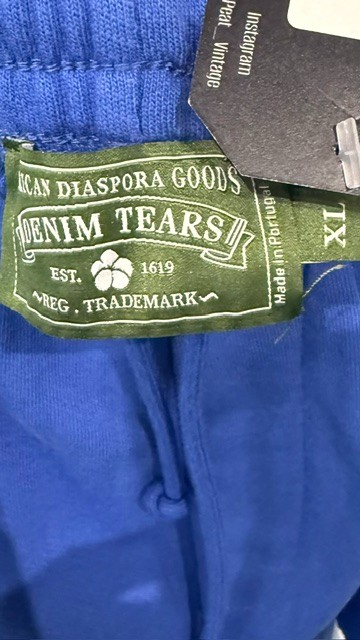 Instagram
Peat_Vintage
ICAN DIASPORA GOODS
DENIM TEARS
EST. 1619
REG. TRADEMARK
Made in Portugal
XL